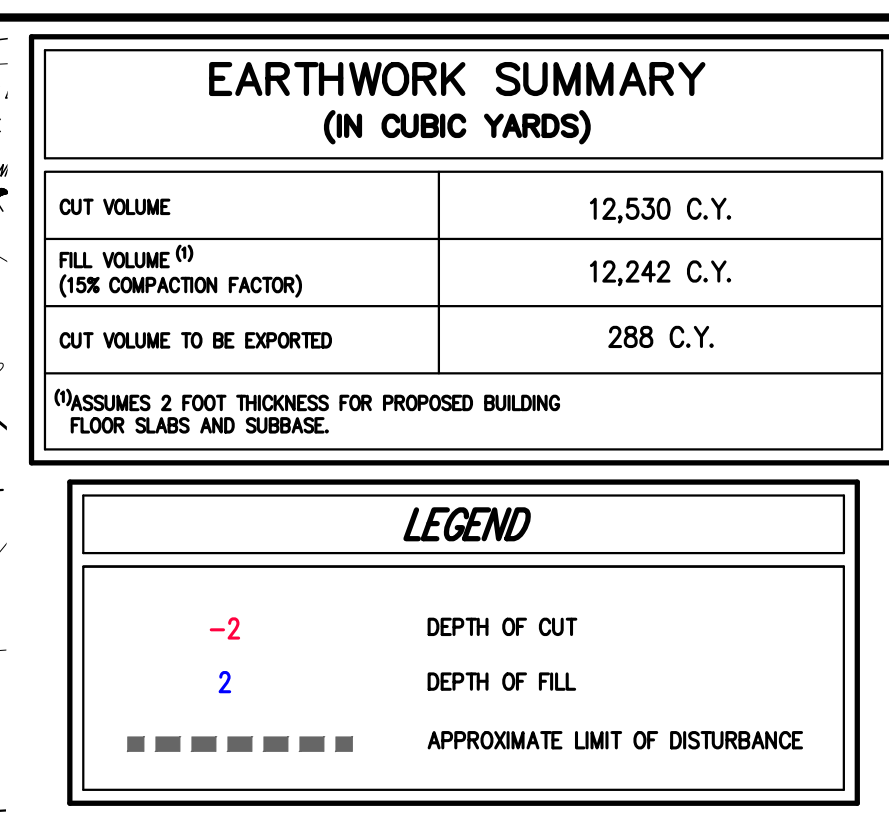 EARTHWORK SUMMARY
(IN CUBIC YARDS)
CUT VOLUME 12,530 C.Y.
FILL VOLUME (1)
(15% COMPACTION FACTOR) 12,242 C.Y.
CUT VOLUME TO BE EXPORTED 288 C.Y.
(1)ASSUMES 2 FOOT THICKNESS FOR PROPOSED BUILDING
FLOOR SLABS AND SUBBASE.
LEGEND
-2 DEPTH OF CUT
2 DEPTH OF FILL
APPROXIMATE LIMIT OF DISTURBANCE